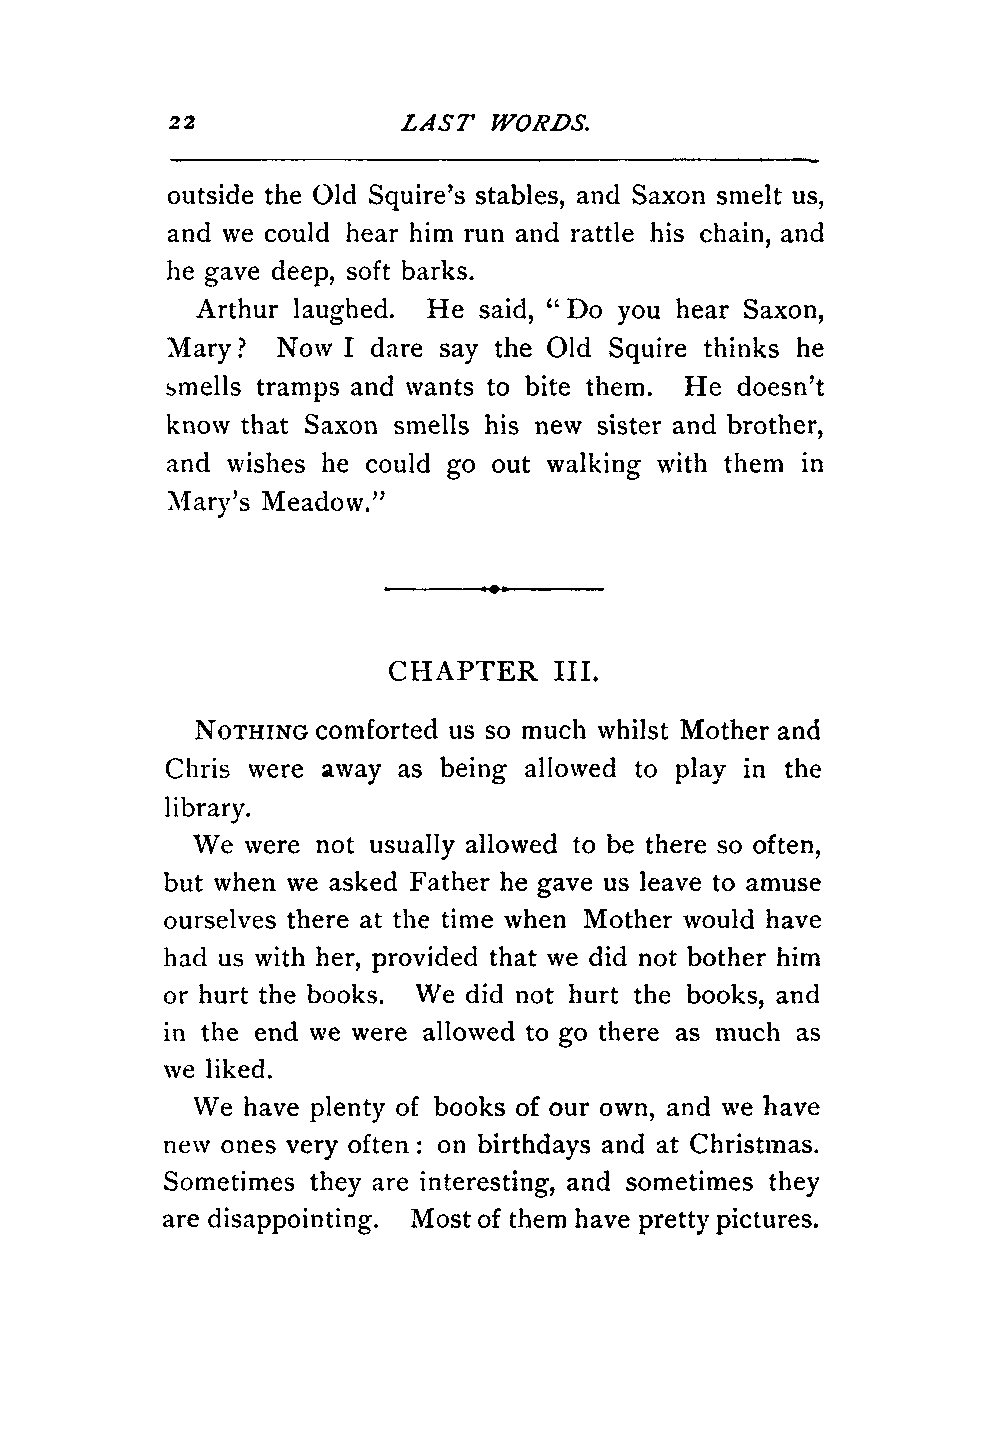 22 LAST WORDS.
outside the Old Squire's stables, and Saxon smelt us,
and we could hear him run and rattle his chain, and
he gave deep, soft barks.
Arthur laughed. He said, “Do you hear Saxon,
Mary? Now I dare say the Old Squire thinks he
smells tramps and wants to bite them. He doesn't
know that Saxon smells his new sister and brother,
and wishes he could go out walking with them in
Mary's Meadow.”
CHAPTER III.
NOTHING comforted us so much whilst Mother and
Chris were away as being allowed to play in the
library.
We were not usually allowed to be there so often,
but when we asked Father he gave us leave to amuse
ourselves there at the time when Mother would have
had us with her, provided that we did not bother him
or hurt the books. We did not hurt the books, and
in the end we were allowed to go there as much as
we liked.
We have plenty of books of our own, and we have
new ones very often: on birthdays and at Christmas.
Sometimes they are interesting, and sometimes they
are disappointing. Most of them have pretty pictures.